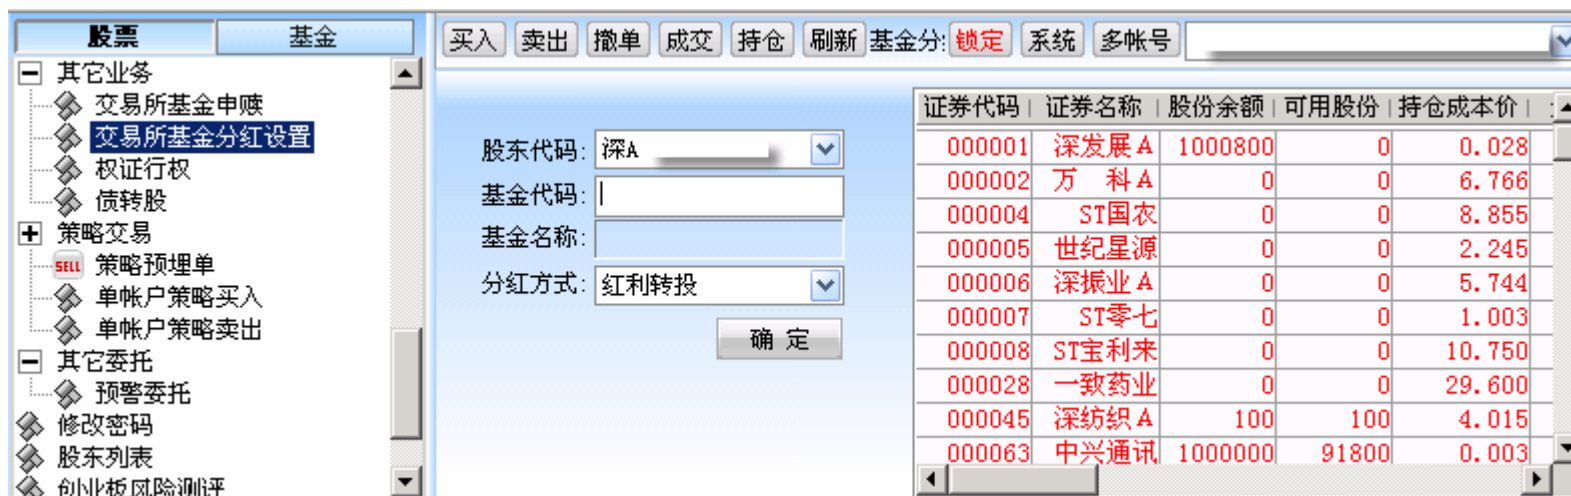 股票 基金
买入 卖出 撤单 成交 持仓 刷新 基金分: 锁定 系统 多帐号
其它业务
交易所基金申赎
交易所基金分红设置
权证行权
债转股
策略交易
SELL 策略预埋单
单帐户策略买入
单帐户策略卖出
其它委托
预警委托
修改密码
股东列表
创业板风险测评
股东代码: 深A
基金代码:
基金名称:
分红方式: 红利转投
确 定
证券代码 证券名称 股份余额 可用股份 持仓成本价
000001 深发展A 1000800 0 0.028
000002 万 科A 0 0 6.766
000004 ST国农 0 0 8.855
000005 世纪星源 0 0 2.245
000006 深振业A 0 0 5.744
000007 ST零七 0 0 1.003
000008 ST宝利来 0 0 10.750
000028 一致药业 0 0 29.600
000045 深纺织A 100 100 4.015
000063 中兴通讯 1000000 91800 0.003